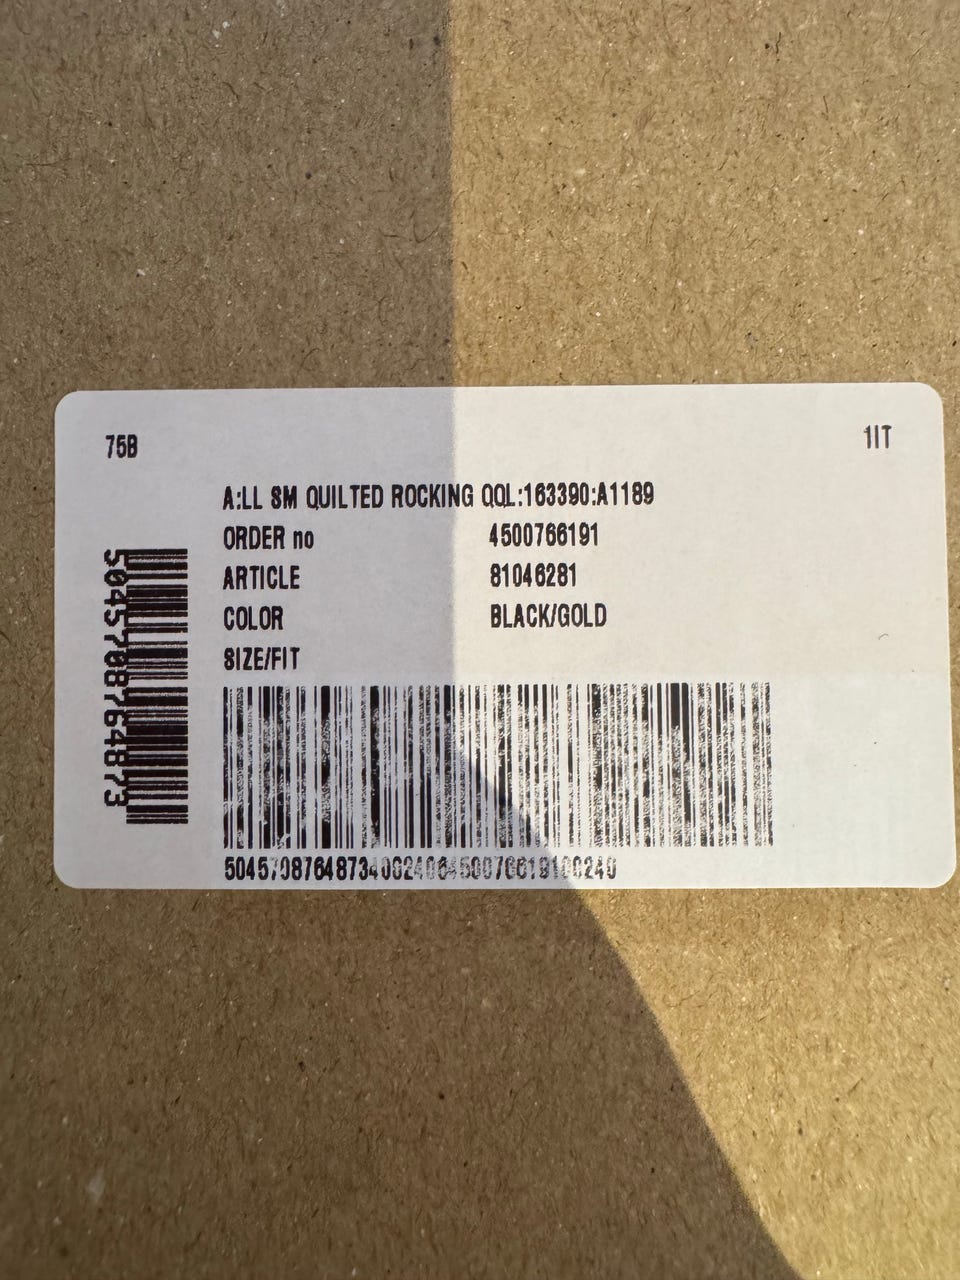 75B
1IT
A:LL SM QUILTED ROCKING QQL:163390:A1189
ORDER no 4500766191
ARTICLE 81046281
COLOR BLACK/GOLD
SIZE/FIT
5045708764873
50457087648734002406450076619100240